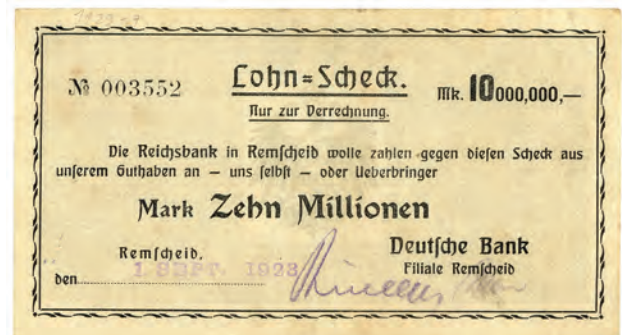 № 003552
Lohn=Scheck.
Mk. 10000,000,—
Nur zur Verrechnung.
Die Reichsbank in Remscheid wolle zahlen gegen diesen Scheck aus
unserem Guthaben an — uns selbst — oder Ueberbringer
Mark Zehn Millionen
Remscheid,
Deutsche Bank
Filiale Remscheid
den 1 SEPT. 1923